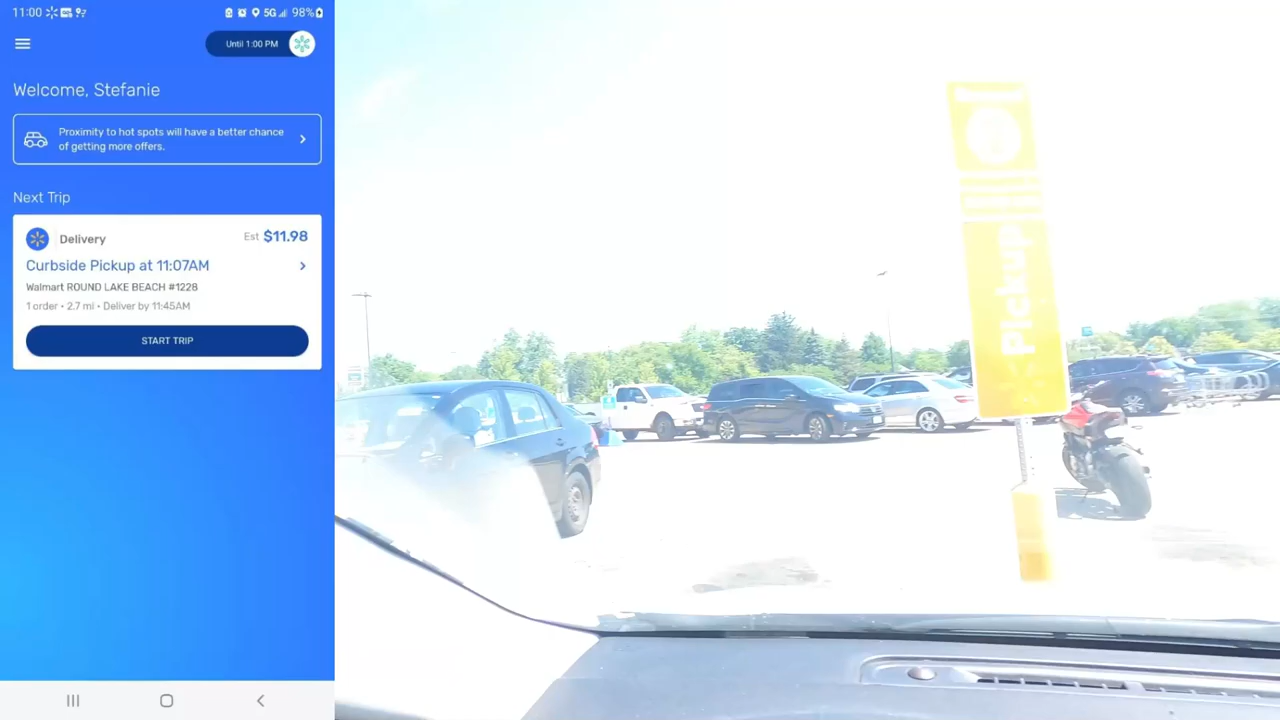 11:00
5G 98%
Until 1:00 PM
Welcome, Stefanie
Proximity to hot spots will have a better chance
of getting more offers.
Next Trip
Delivery
Est $11.98
Curbside Pickup at 11:07AM
Walmart ROUND LAKE BEACH #1228
1 order • 2.7 mi • Deliver by 11:45AM
START TRIP
Pickup